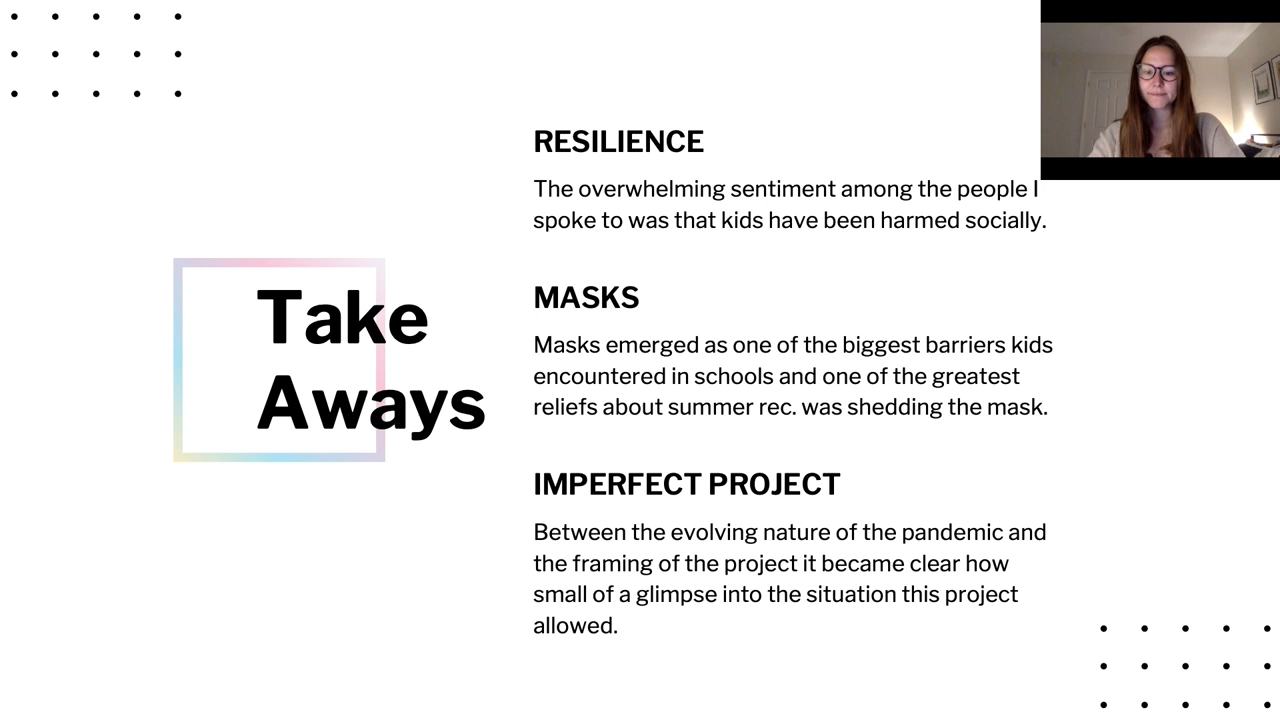 Take
Aways
RESILIENCE
The overwhelming sentiment among the people I
spoke to was that kids have been harmed socially.
MASKS
Masks emerged as one of the biggest barriers kids
encountered in schools and one of the greatest
reliefs about summer rec. was shedding the mask.
IMPERFECT PROJECT
Between the evolving nature of the pandemic and
the framing of the project it became clear how
small of a glimpse into the situation this project
allowed.